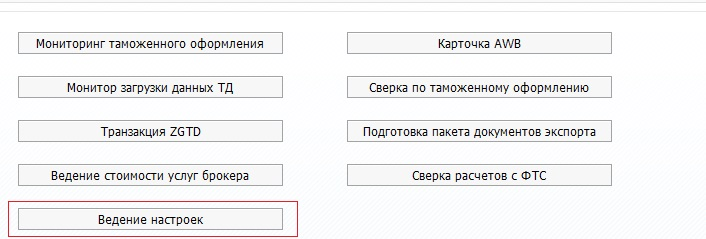 Мониторинг таможенного оформления
Карточка AWB
Монитор загрузки данных ТД
Сверка по таможенному оформлению
Транзакция ZGTD
Подготовка пакета документов экспорта
Ведение стоимости услуг брокера
Сверка расчетов с ФТС
Ведение настроек